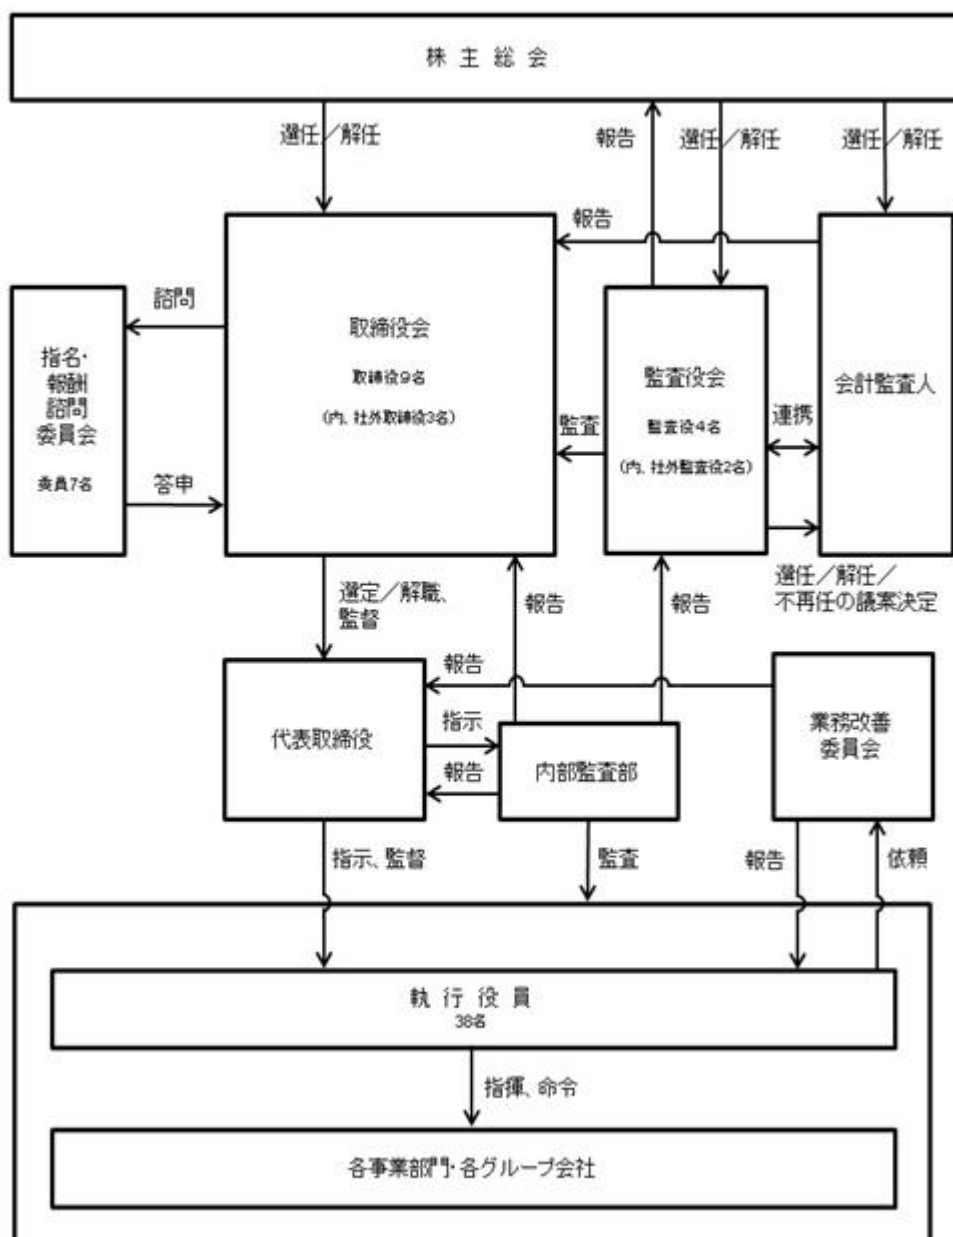 株主総会
選任／解任
報告
選任／解任
選任／解任
報告
諮問
取締役会
取締役9名
（内、社外取締役3名）
指名・
報酬
諮問
委員会
委員7名
答申
監査
監査役会
監査役4名
（内、社外監査役2名）
連携
会計監査人
選任／解任／
不再任の議案決定
選定／解職、
監督
報告
報告
報告
代表取締役
指示
報告
内部監査部
業務改善
委員会
指示、監督
監査
報告
依頼
執行役員
38名
指揮、命令
各事業部門・各グループ会社